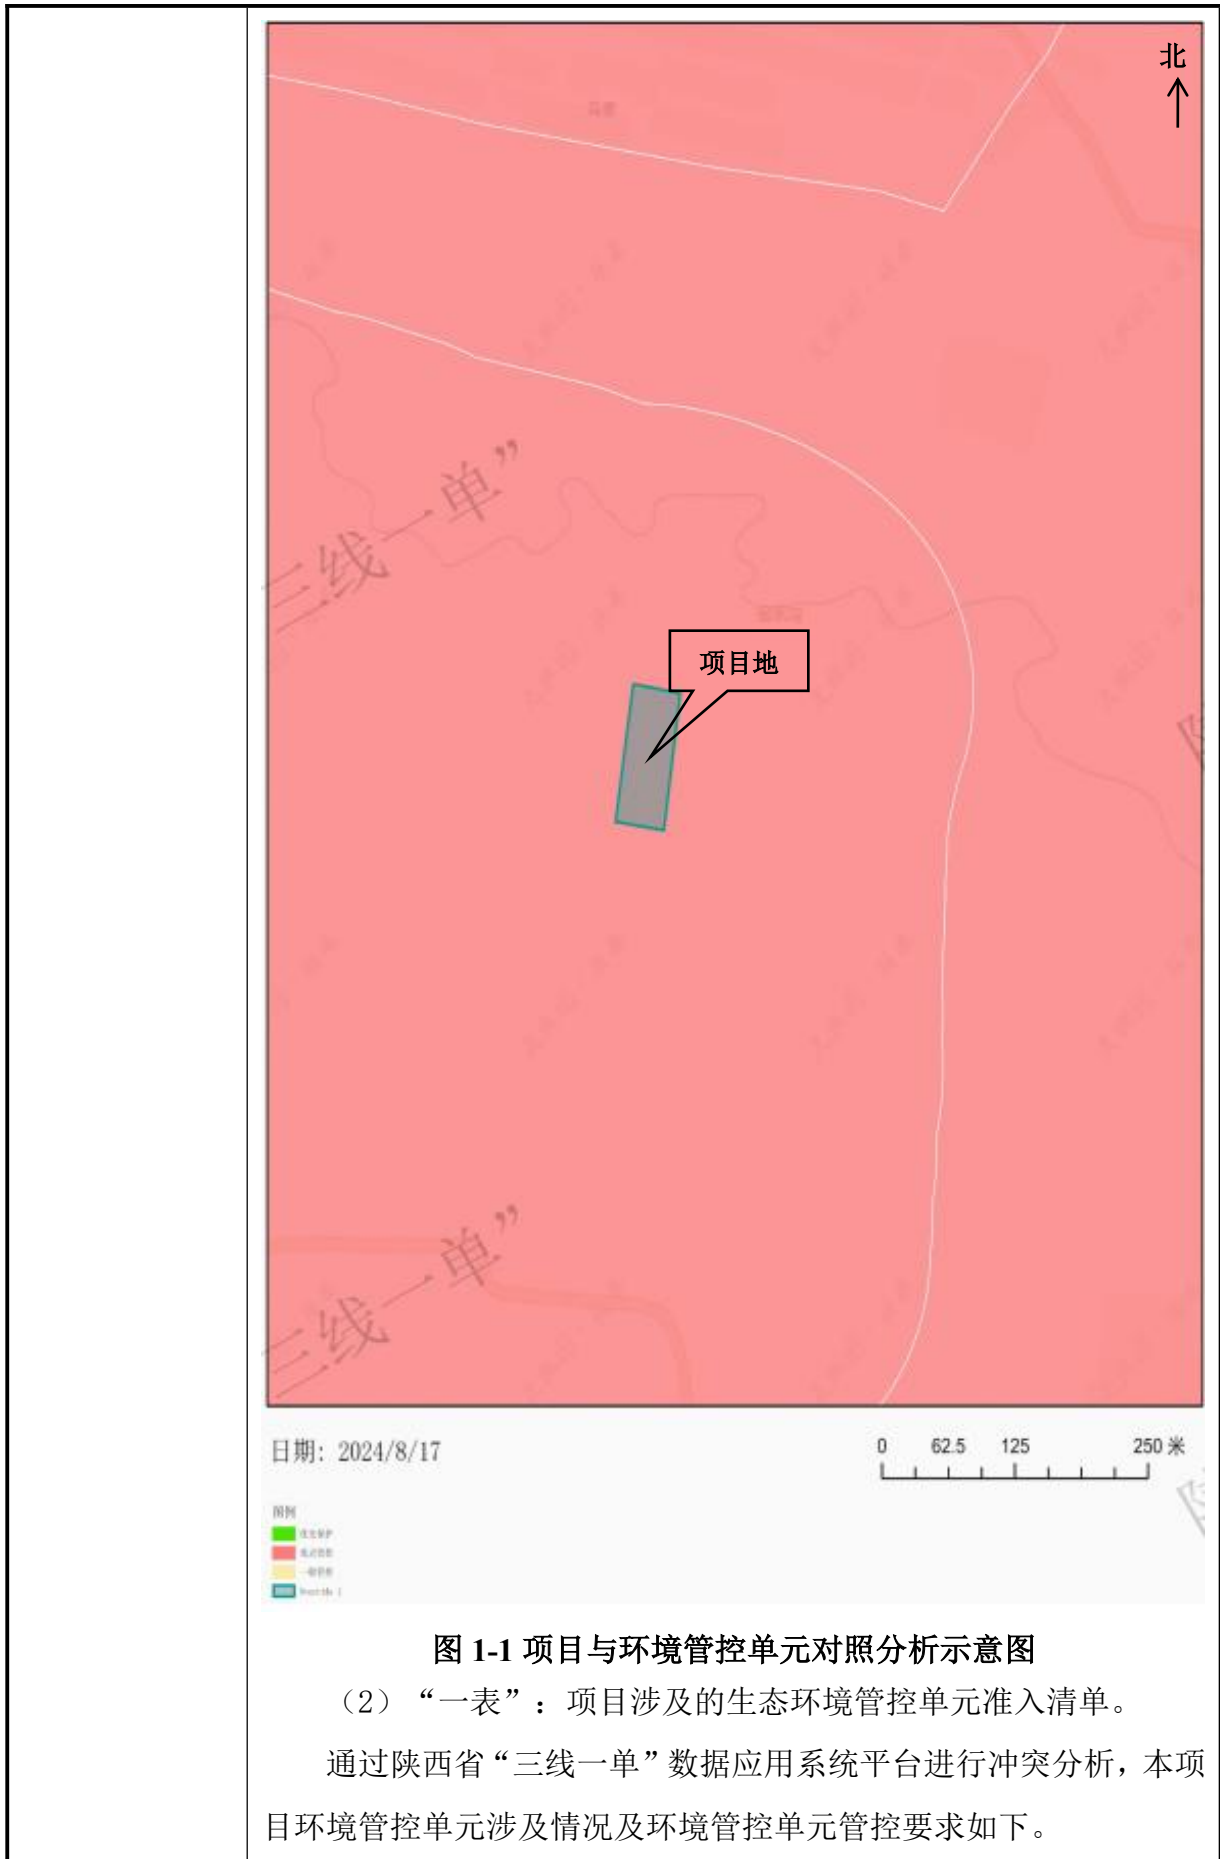 北
三线一单”
项目地
三线一单”
日期: 2024/8/17
0 62.5 125 250 米
图例
图 1-1 项目与环境管控单元对照分析示意图
（2）“一表”：项目涉及的生态环境管控单元准入清单。
通过陕西省“三线一单”数据应用系统平台进行冲突分析，本项
目环境管控单元涉及情况及环境管控单元管控要求如下。